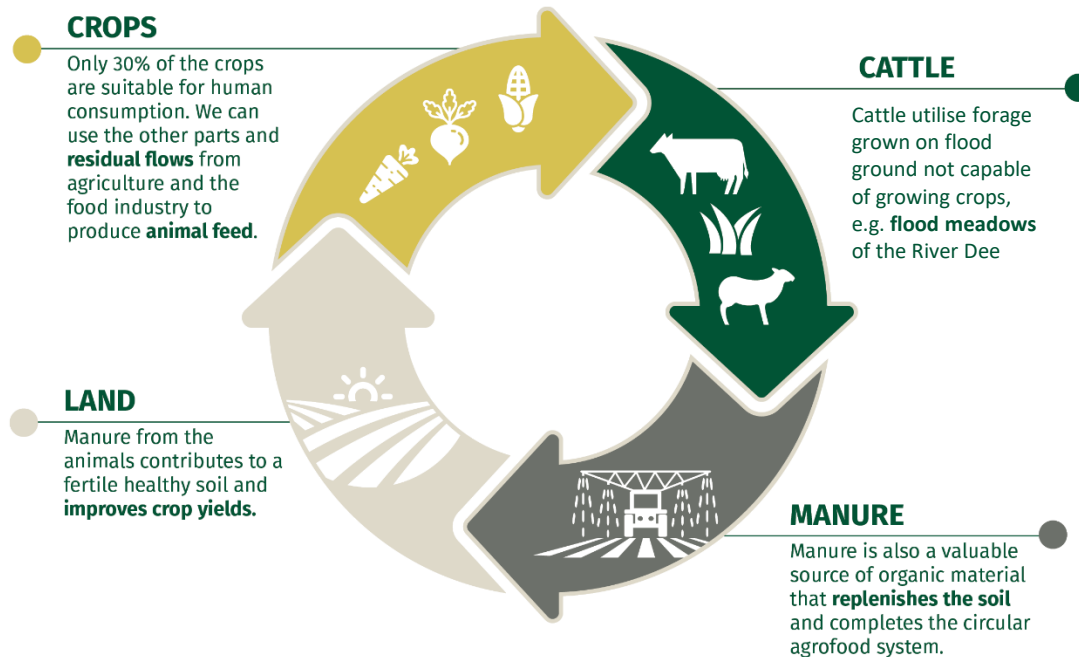 CROPS
Only 30% of the crops
are suitable for human
consumption. We can
use the other parts and
residual flows from
agriculture and the
food industry to
produce animal feed.
CATTLE
Cattle utilise forage
grown on flood
ground not capable
of growing crops,
e.g. flood meadows
of the River Dee
LAND
Manure from the
animals contributes to a
fertile healthy soil and
improves crop yields.
MANURE
Manure is also a valuable
source of organic material
that replenishes the soil
and completes the circular
agrofood system.